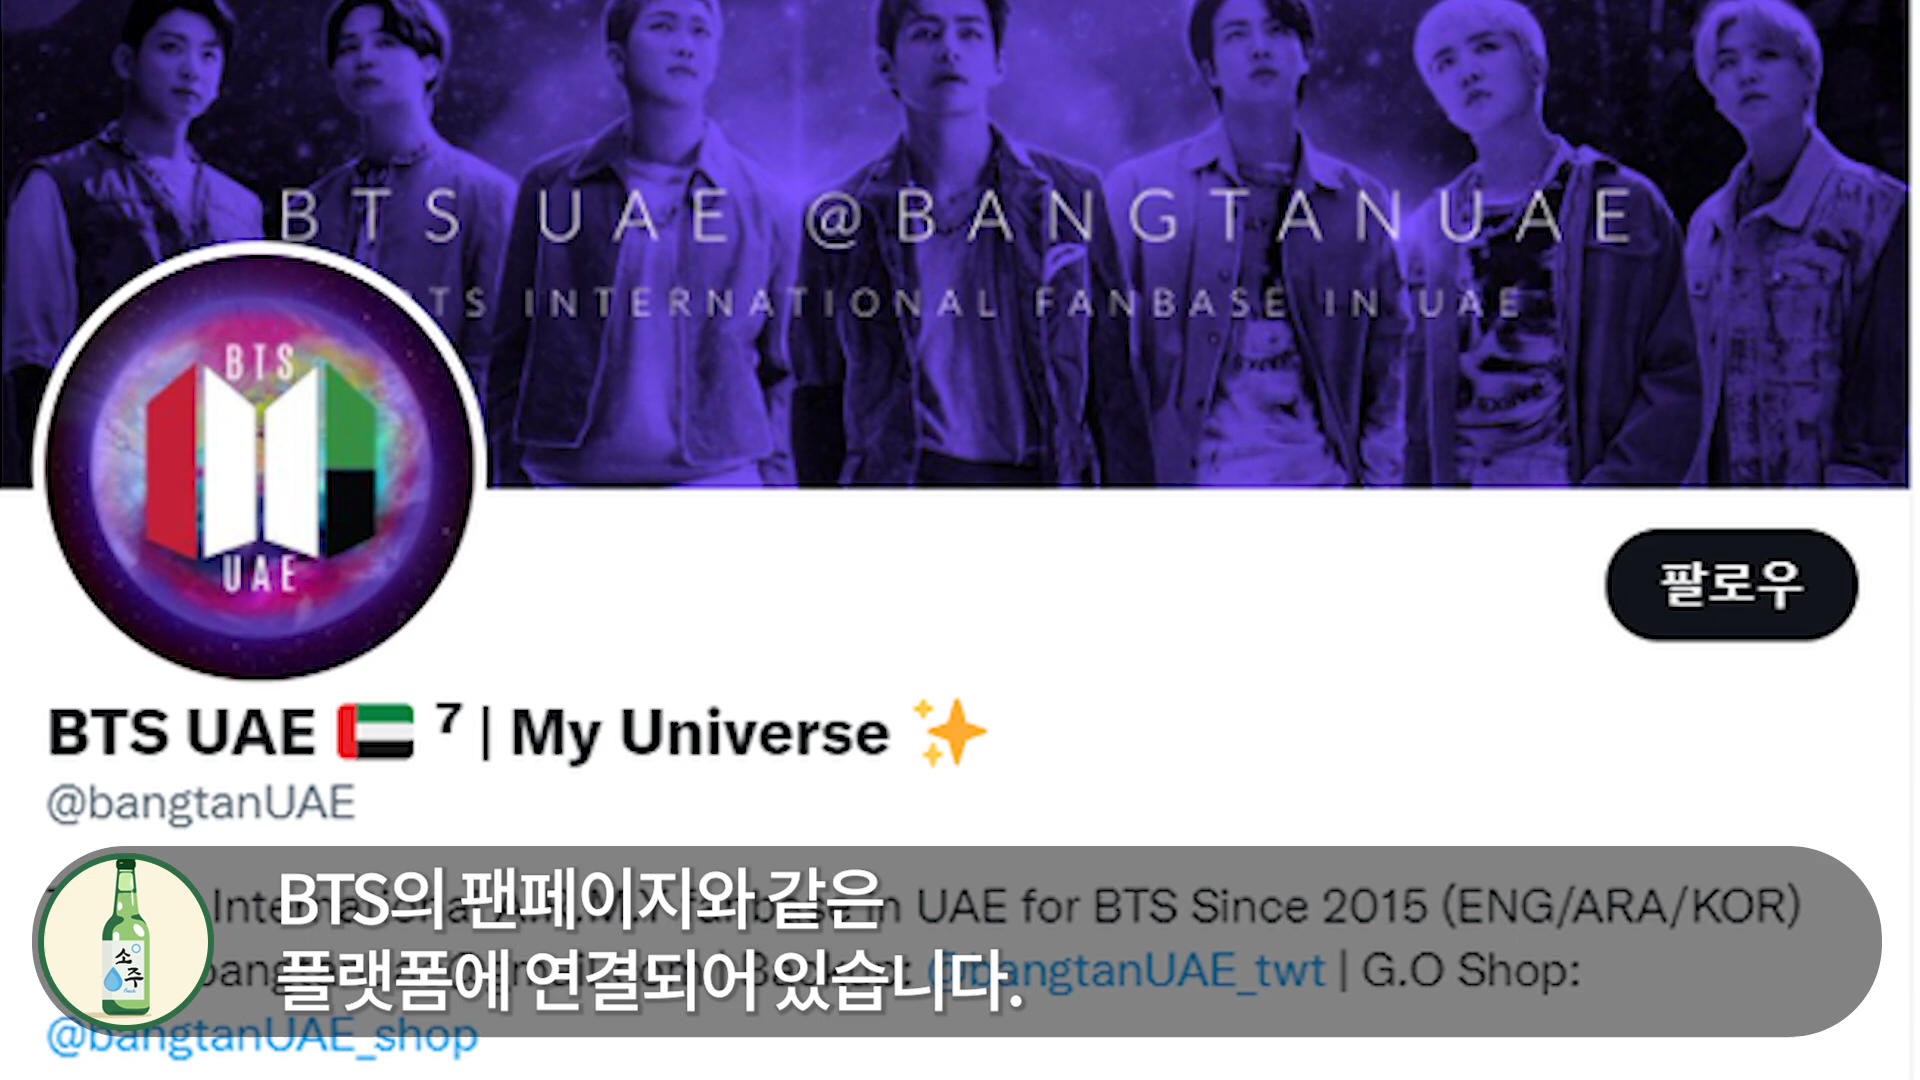 BTS UAE @BANGTANUAE
TS INTERNATIONAL FANBASE IN UAE
BTS
UAE
팔로우
BTS UAE 🇦🇪 ⁷ | My Universe ✨
@bangtanUAE
BTS의 팬페이지와 같은
플랫폼에 연결되어 있습니다.
소주
in UAE for BTS Since 2015 (ENG/ARA/KOR)
@bangtanUAE_twt | G.O Shop:
@bangtanUAE_shop